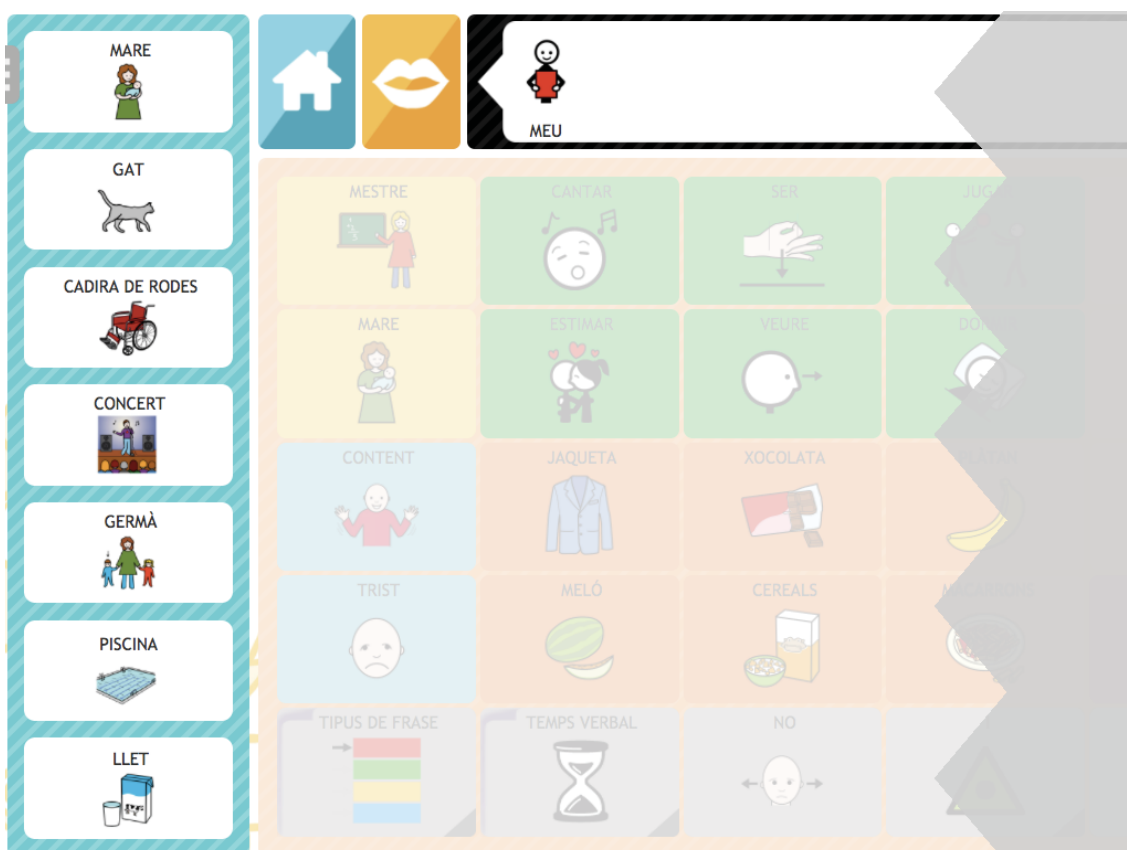 MARE
GAT
CADIRA DE RODES
CONCERT
GERMÀ
PISCINA
LLET
MEU
MESTRE
CANTAR
SER
MARE
ESTIMAR
VEURE
CONTENT
JAQUETA
XOCOLATA
TRIST
MELÓ
CEREALS
TIPUS DE FRASE
TEMPS VERBAL
NO